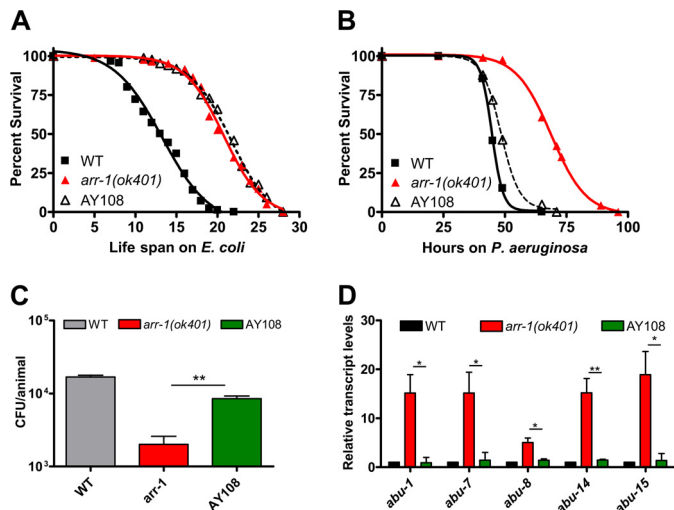 A
100
75
50
25
0
Percent Survival
WT
arr-1(ok401)
AY108
0 5 10 15 20 25 30
Life span on E. coli
B
100
75
50
25
0
Percent Survival
WT
arr-1(ok401)
AY108
0 25 50 75 100
Hours on P. aeruginosa
C
WT arr-1(ok401) AY108
10⁵
10⁴
10³
CFU/animal
**
WT arr-1 AY108
D
WT arr-1(ok401) AY108
30
20
10
0
Relative transcript levels
* * * ** *
abu-1 abu-7 abu-8 abu-14 abu-15